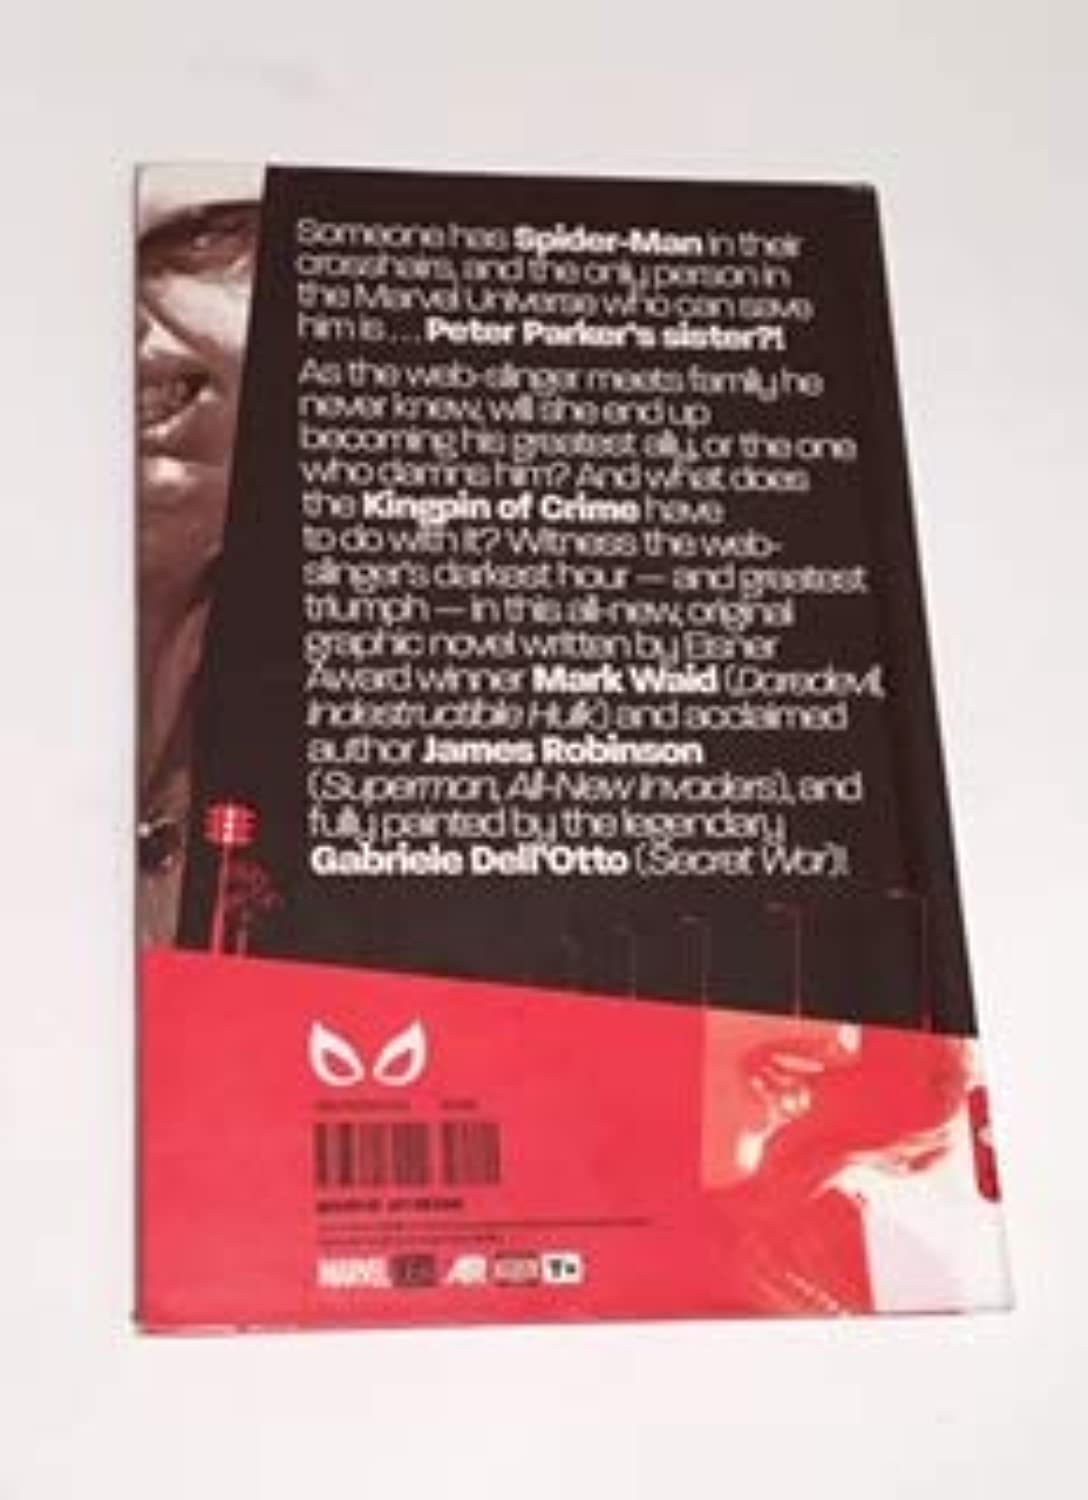 Someone has Spider-Man in their
crosshairs, and the only person in
the Marvel Universe who can save
him is... Peter Parker's sister?!
As the web-slinger meets family he
never knew, will she end up
becoming his greatest ally, or the one
who damns him? And what does
the Kingpin of Crime have
to do with it? Witness the web-
slinger's darkest hour — and greatest
triumph — in this all-new, original
graphic novel written by Eisner
Award winner Mark Waid (Daredevil,
Indestructible Hulk) and acclaimed
author James Robinson
(Superman, All-New Invaders), and
fully painted by the legendary
Gabriele Dell'Otto (Secret War)!
MARVEL AR T+